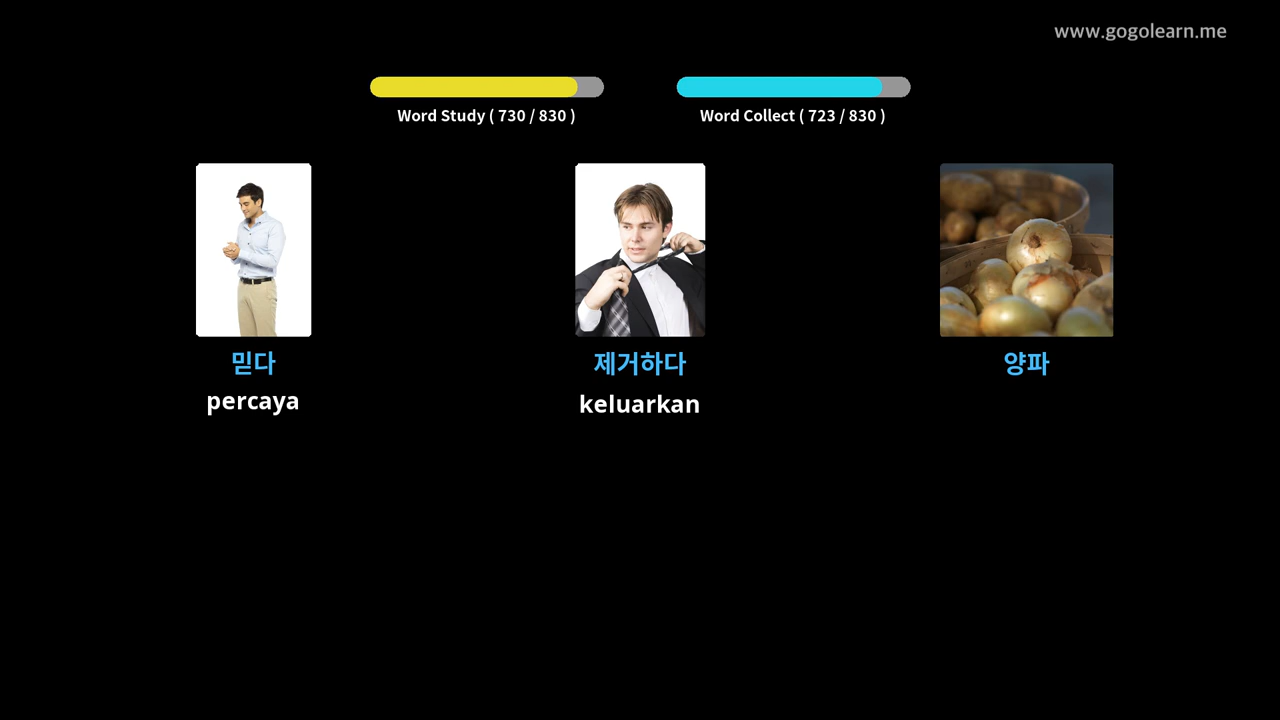 www.gogolearn.me
Word Study ( 730 / 830 )
Word Collect ( 723 / 830 )
믿다
percaya
제거하다
keluarkan
양파